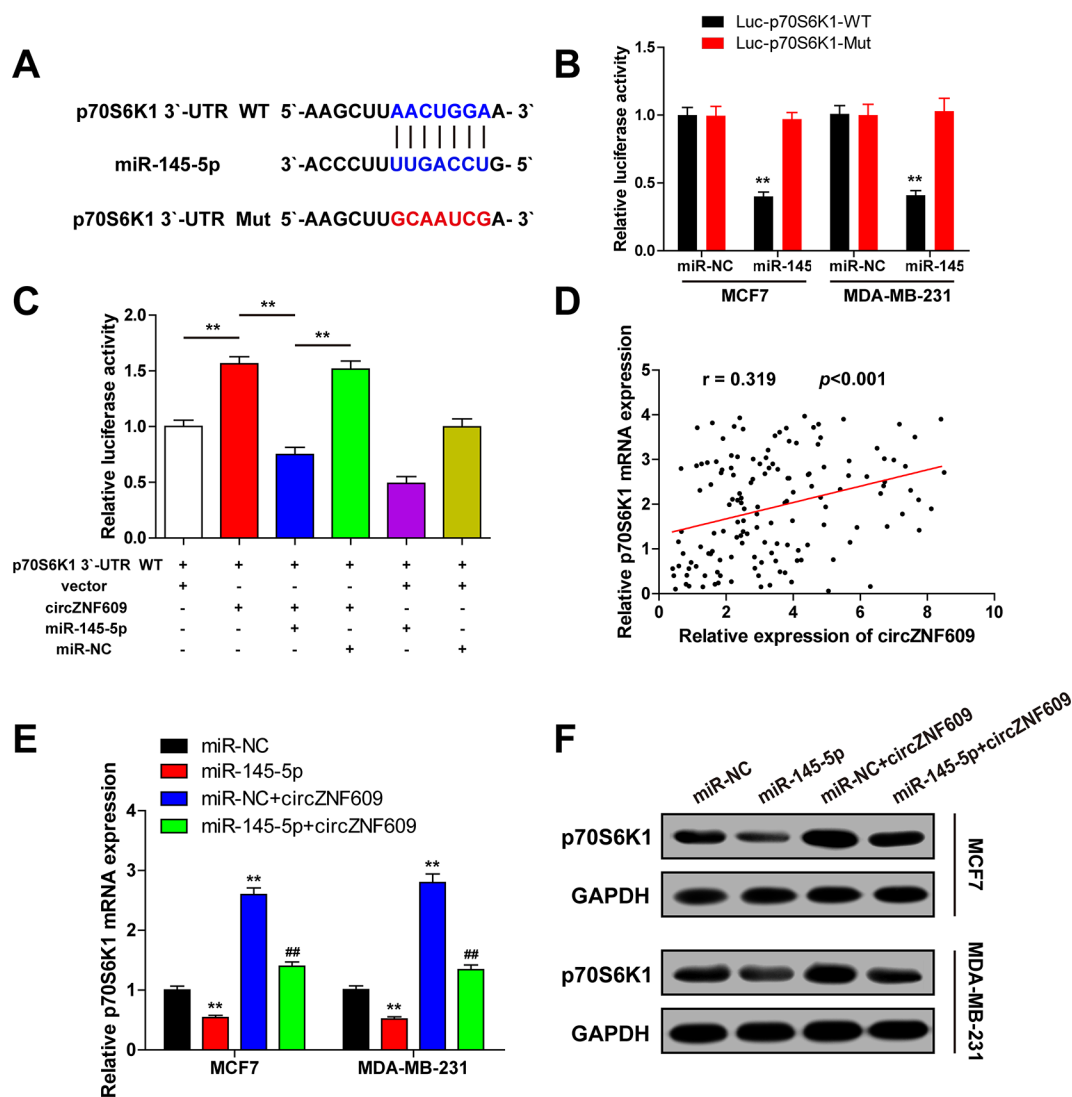 A
p70S6K1 3`-UTR WT 5`-AAGCUUAACUGGAA- 3`
miR-145-5p 3`-ACCCUUUUGACCUG- 5`
p70S6K1 3`-UTR Mut 5`-AAGCUUGCAAUCGA- 3`
B
Luc-p70S6K1-WT
Luc-p70S6K1-Mut
Relative luciferase activity
1.5
1.0
0.5
0.0
** **
miR-NC miR-145 miR-NC miR-145
MCF7 MDA-MB-231
C
Relative luciferase activity
2.0
1.5
1.0
0.5
0.0
** ** **
p70S6K1 3`-UTR WT + + + + + +
vector + - - - + +
circZNF609 - + + + - -
miR-145-5p - - + - + -
miR-NC - - - + - +
D
Relative p70S6K1 mRNA expression
r = 0.319 p<0.001
5
4
3
2
1
0
0 2 4 6 8 10
Relative expression of circZNF609
E
miR-NC
miR-145-5p
miR-NC+circZNF609
miR-145-5p+circZNF609
Relative p70S6K1 mRNA expression
4
3
2
1
0
** ** ## ** ** ##
MCF7 MDA-MB-231
F
miR-NC miR-145-5p miR-NC+circZNF609 miR-145-5p+circZNF609
p70S6K1
GAPDH
MCF7
p70S6K1
GAPDH
MDA-MB-231